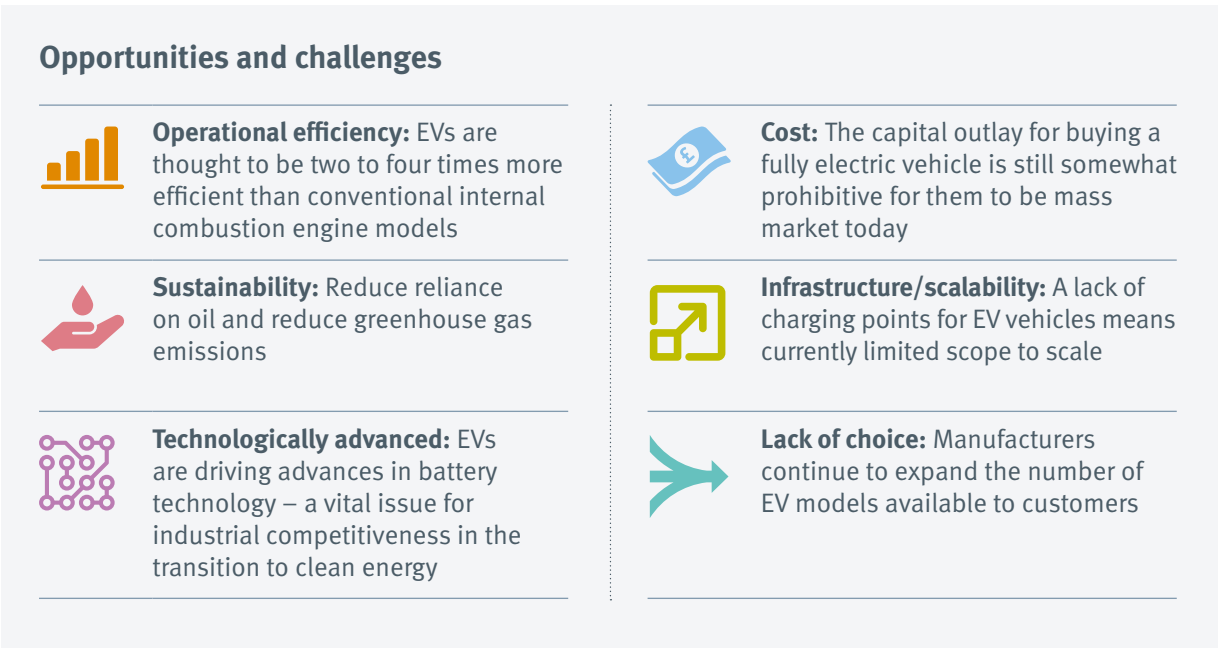 Opportunities and challenges
Operational efficiency: EVs are
thought to be two to four times more
efficient than conventional internal
combustion engine models
Sustainability: Reduce reliance
on oil and reduce greenhouse gas
emissions
Technologically advanced: EVs
are driving advances in battery
technology – a vital issue for
industrial competitiveness in the
transition to clean energy
£
Cost: The capital outlay for buying a
fully electric vehicle is still somewhat
prohibitive for them to be mass
market today
Infrastructure/scalability: A lack of
charging points for EV vehicles means
currently limited scope to scale
Lack of choice: Manufacturers
continue to expand the number of
EV models available to customers